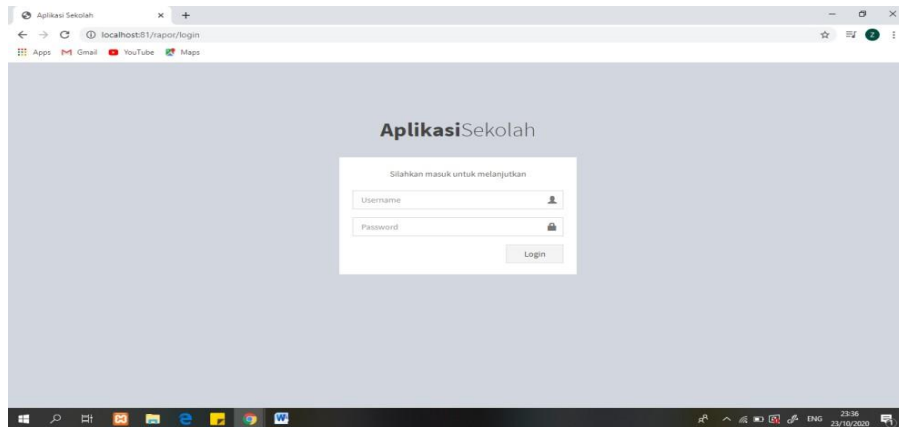 Aplikasi Sekolah
localhost:81/rapor/login
Z
Apps Gmail YouTube Maps
AplikasiSekolah
Silahkan masuk untuk melanjutkan
Username
Password
Login
W
ENG
23:36
23/10/2020